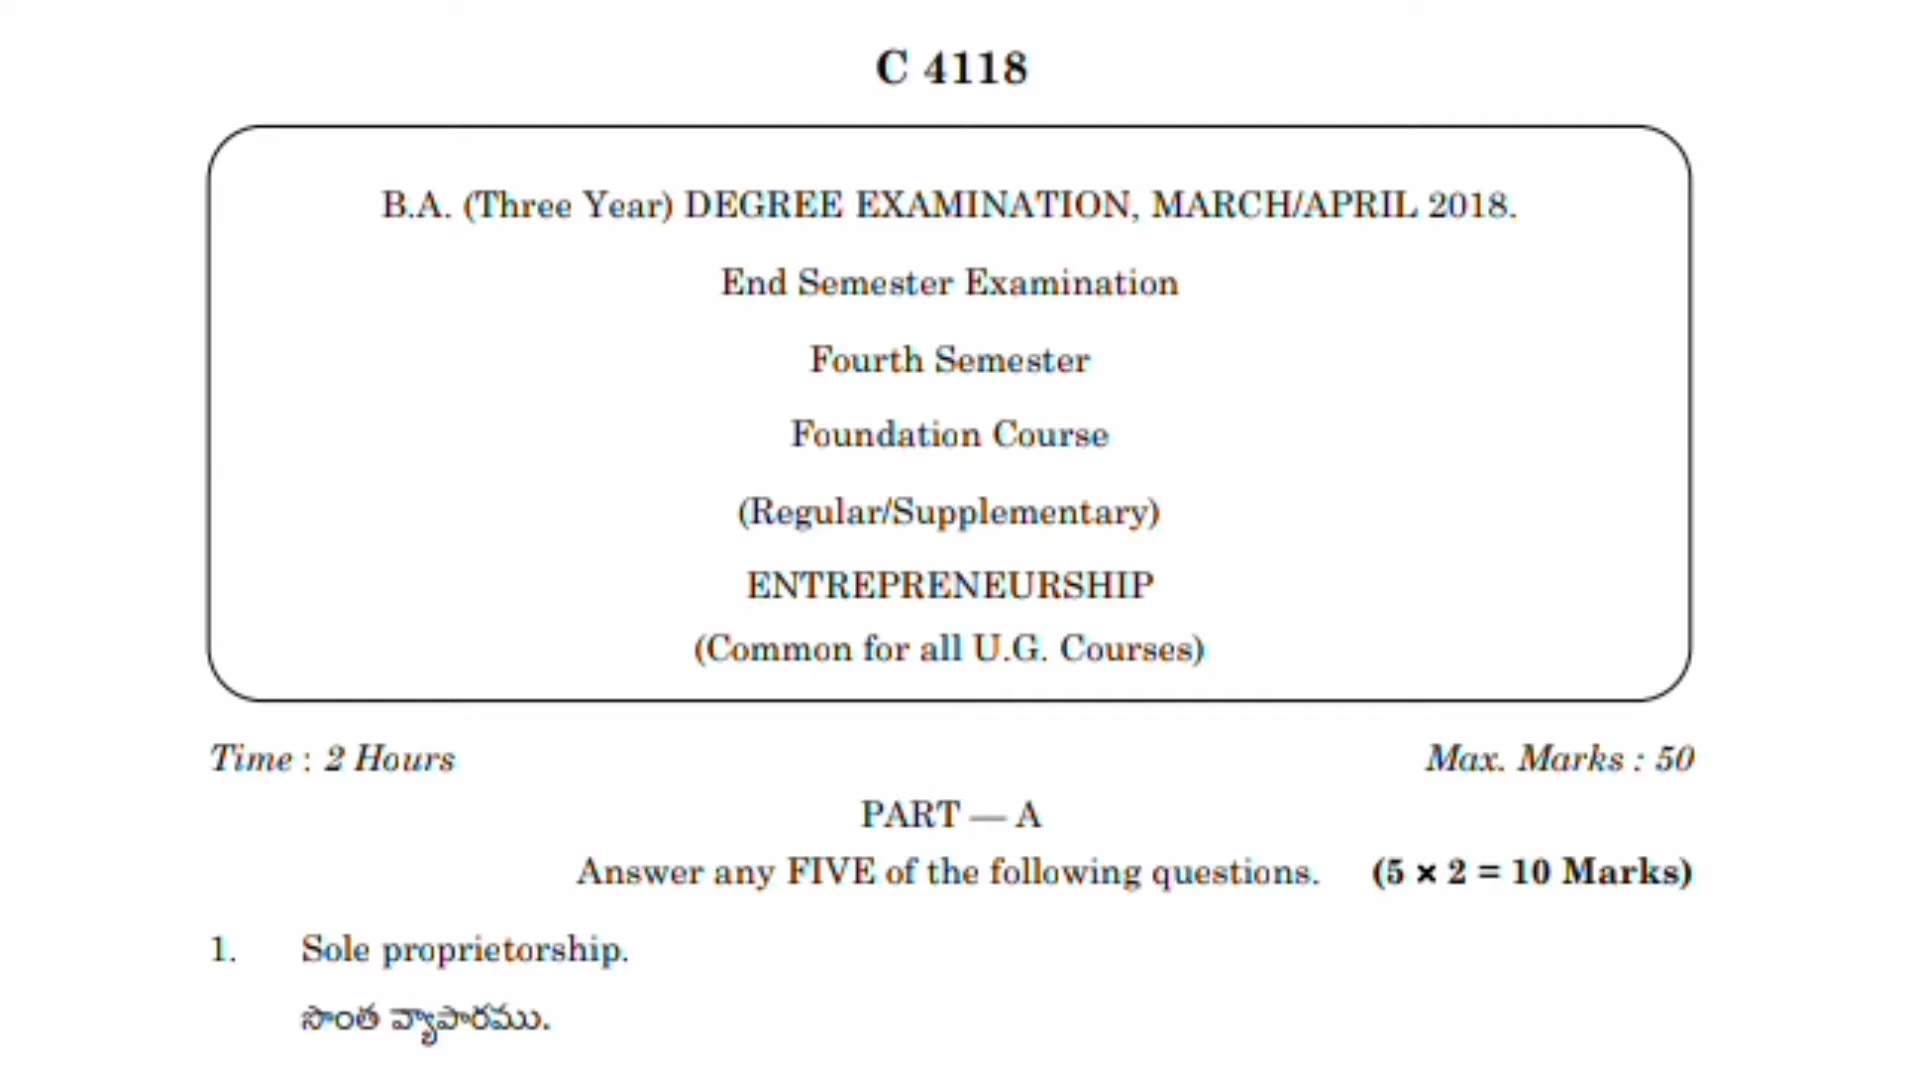 C 4118
B.A. (Three Year) DEGREE EXAMINATION, MARCH/APRIL 2018.
End Semester Examination
Fourth Semester
Foundation Course
(Regular/Supplementary)
ENTREPRENEURSHIP
(Common for all U.G. Courses)
Time : 2 Hours Max. Marks : 50
PART — A
Answer any FIVE of the following questions. (5 × 2 = 10 Marks)
1. Sole proprietorship.
సొంత వ్యాపారము.